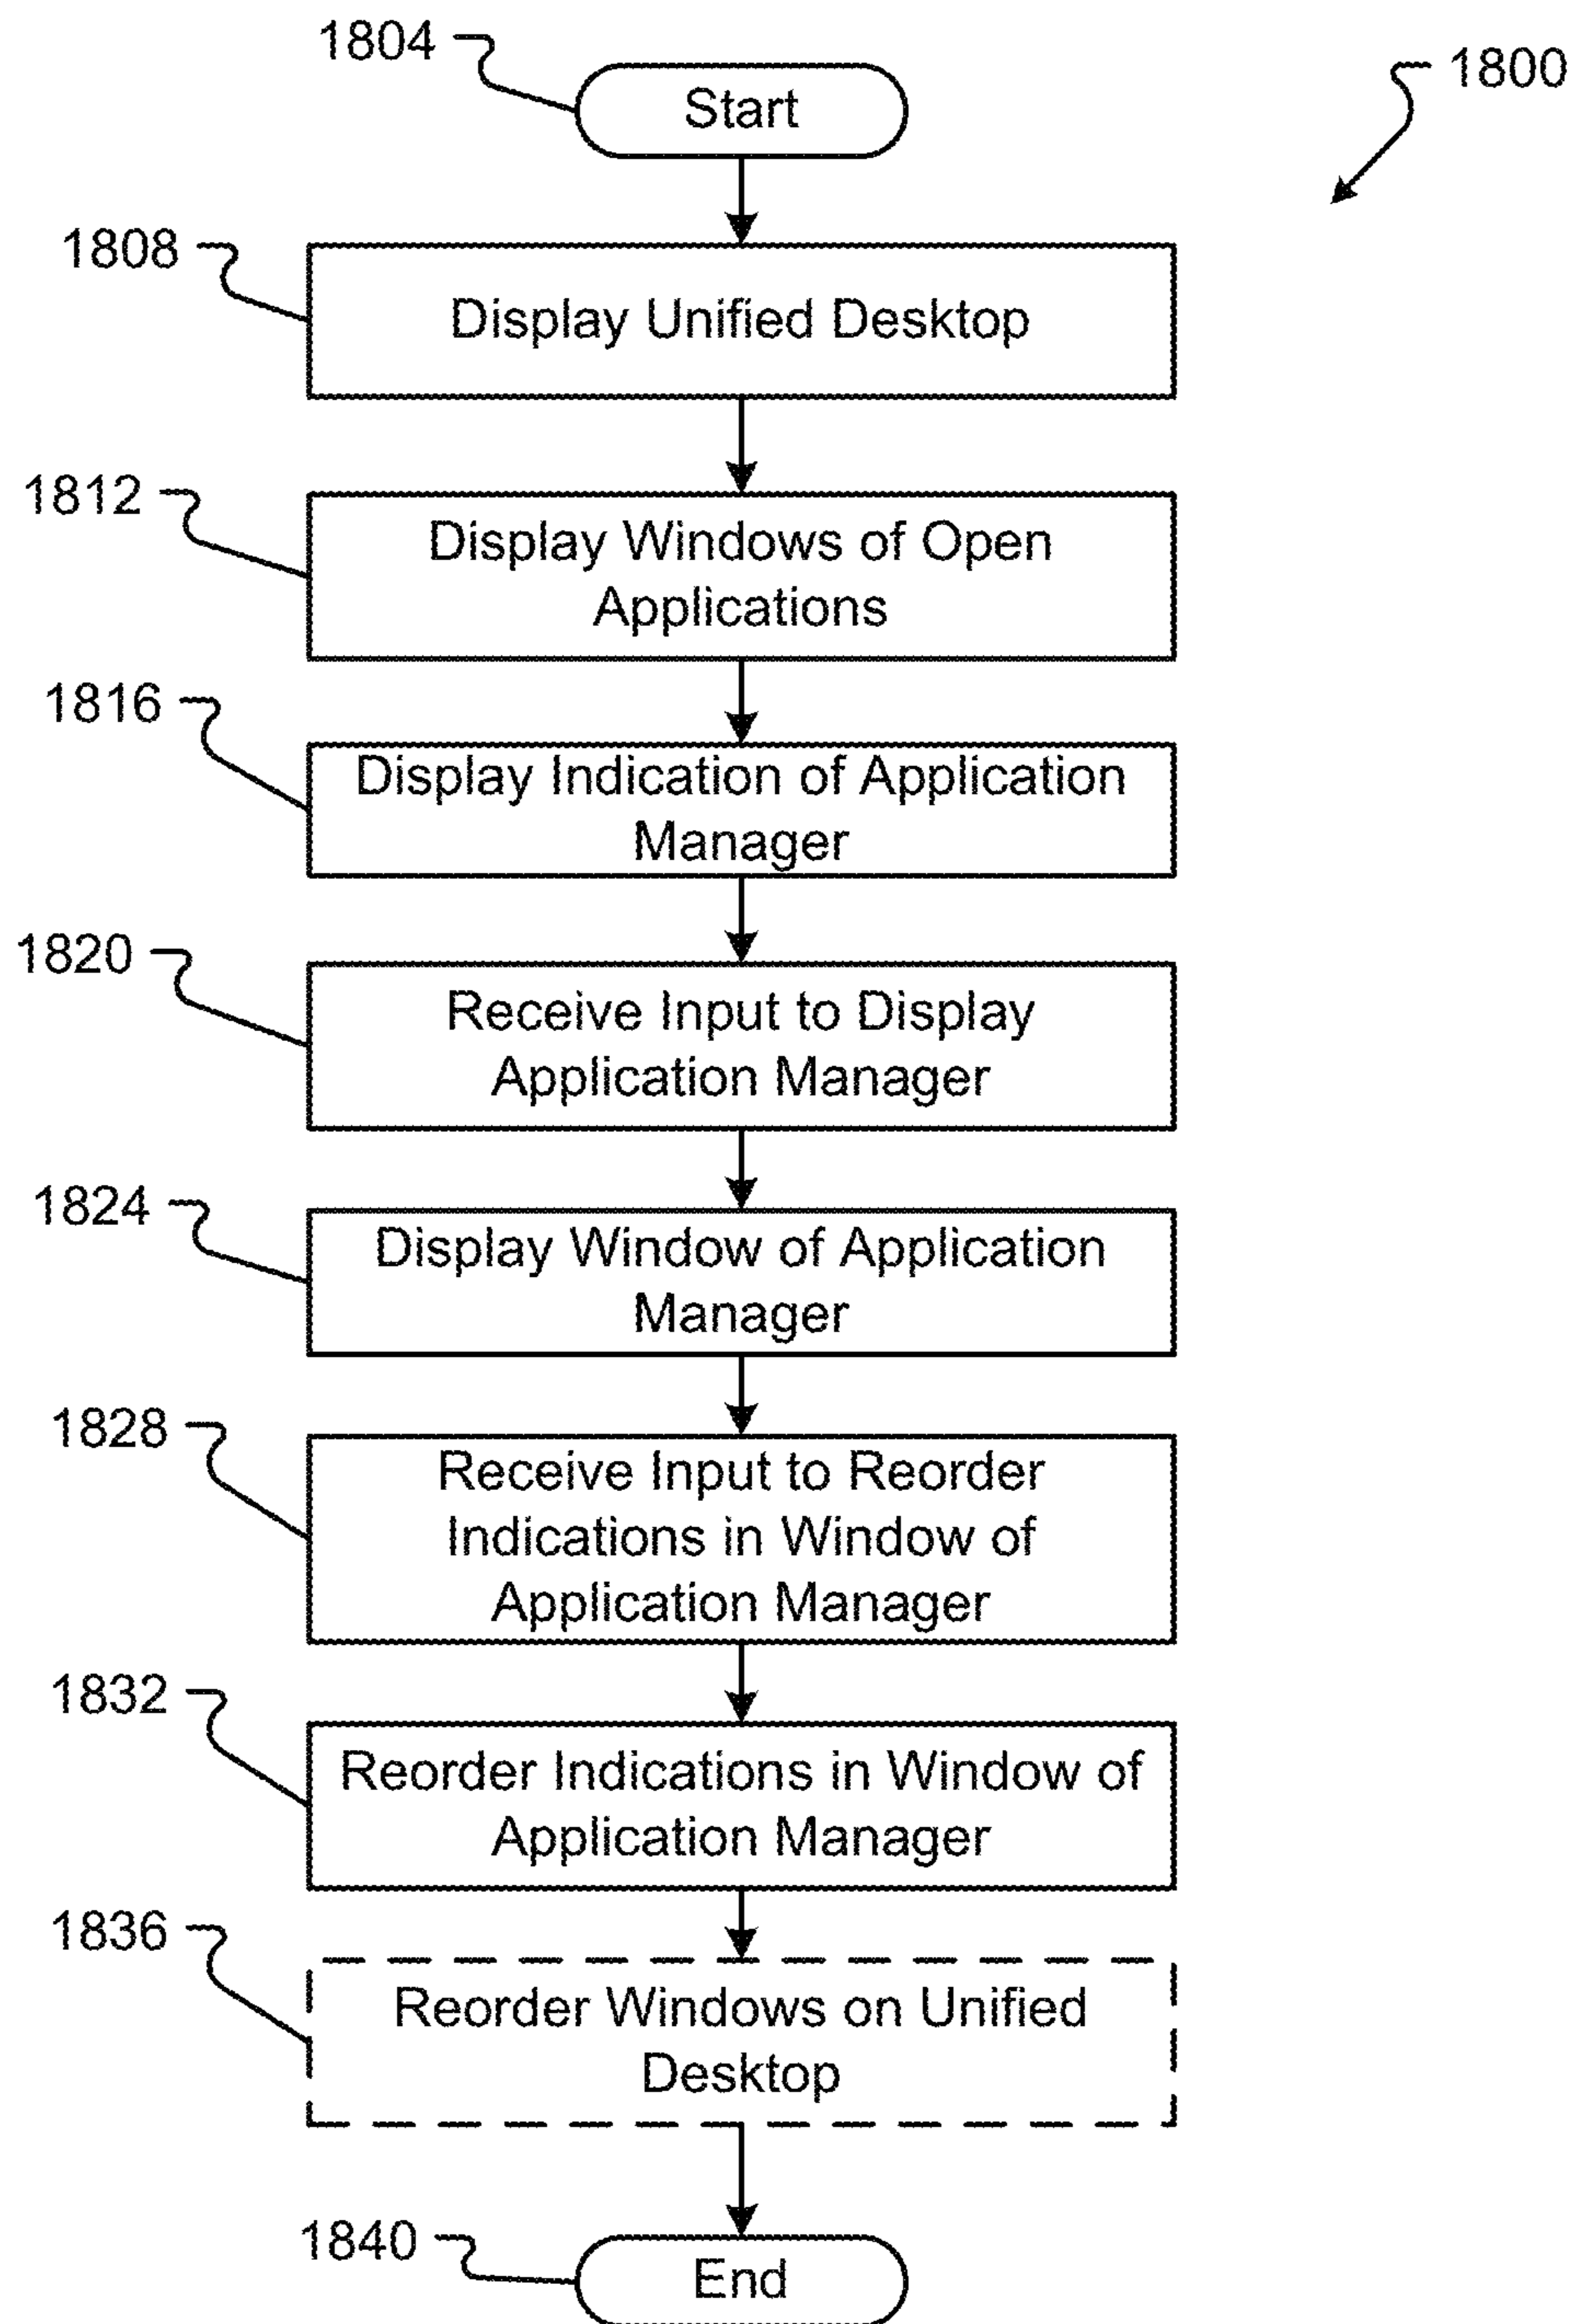 1804
Start
1800
1808
Display Unified Desktop
1812
Display Windows of Open
Applications
1816
Display Indication of Application
Manager
1820
Receive Input to Display
Application Manager
1824
Display Window of Application
Manager
1828
Receive Input to Reorder
Indications in Window of
Application Manager
1832
Reorder Indications in Window of
Application Manager
1836
Reorder Windows on Unified
Desktop
1840
End